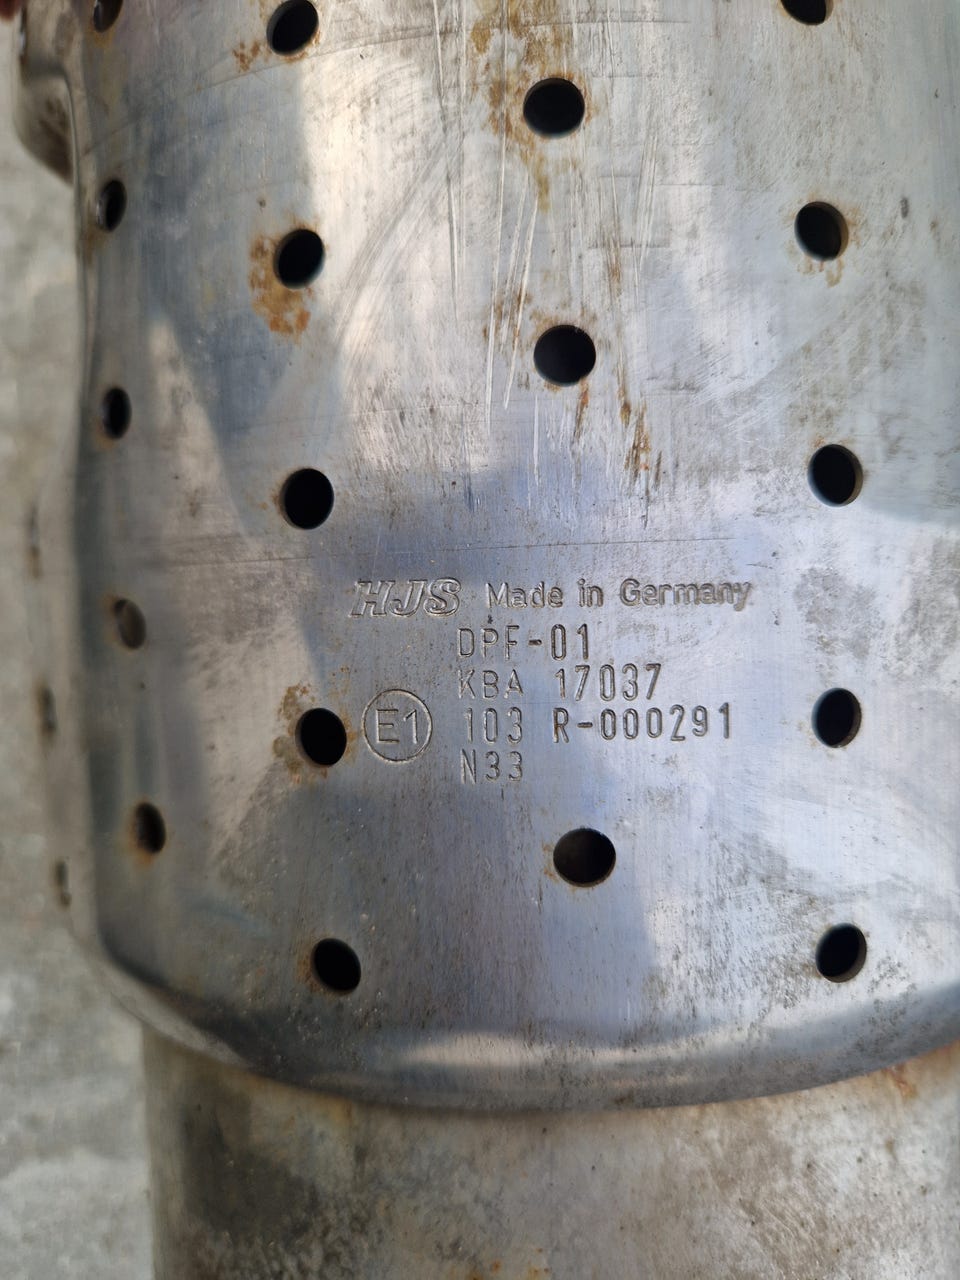 HJS Made in Germany
DPF-01
KBA 17037
E1 103 R-000291
N33